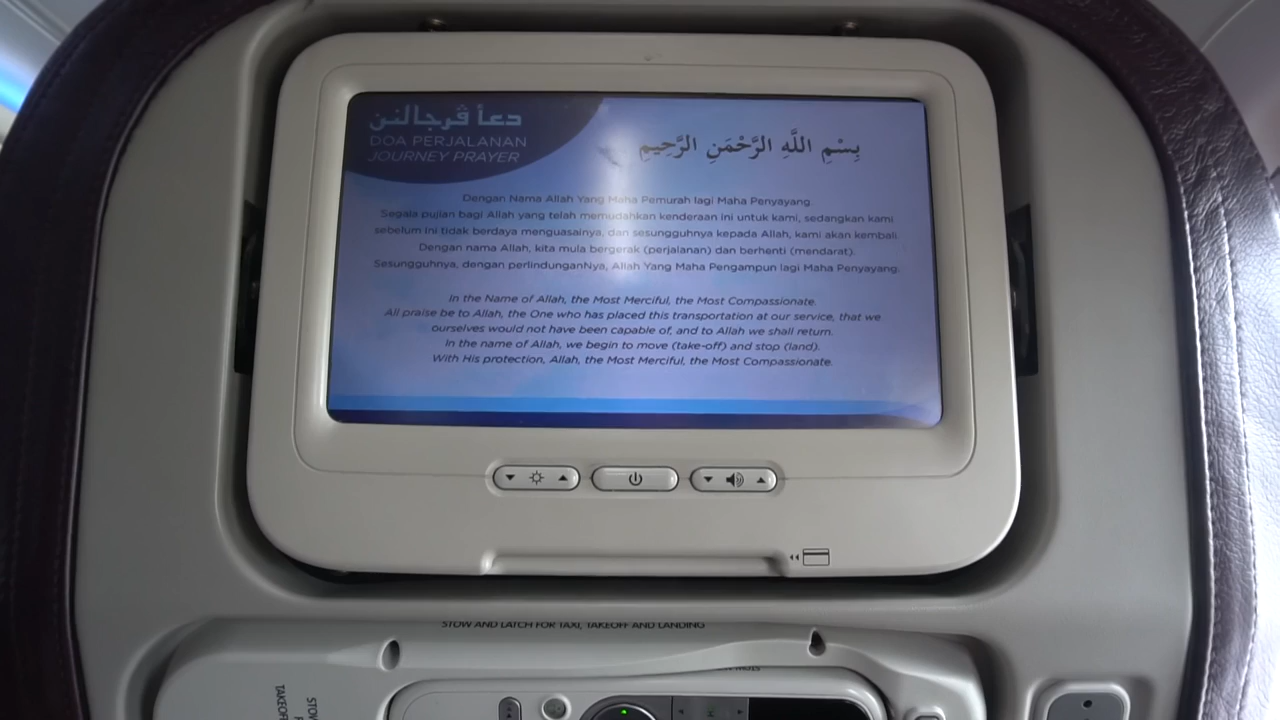 دعأ ڤرجالنن
DOA PERJALANAN
JOURNEY PRAYER
بِسْمِ اللَّهِ الرَّحْمَنِ الرَّحِيمِ
Dengan Nama Allah Yang Maha Pemurah lagi Maha Penyayang.
Segala pujian bagi Allah yang telah memudahkan kenderaan ini untuk kami, sedangkan kami
sebelum ini tidak berdaya menguasainya, dan sesungguhnya kepada Allah, kami akan kembali.
Dengan nama Allah, kita mula bergerak (perjalanan) dan berhenti (mendarat).
Sesungguhnya, dengan perlindunganNya, Allah Yang Maha Pengampun lagi Maha Penyayang.
In the Name of Allah, the Most Merciful, the Most Compassionate.
All praise be to Allah, the One who has placed this transportation at our service, that we
ourselves would not have been capable of, and to Allah we shall return.
In the name of Allah, we begin to move (take-off) and stop (land).
With His protection, Allah, the Most Merciful, the Most Compassionate.
STOW AND LATCH FOR TAXI, TAKEOFF AND LANDING